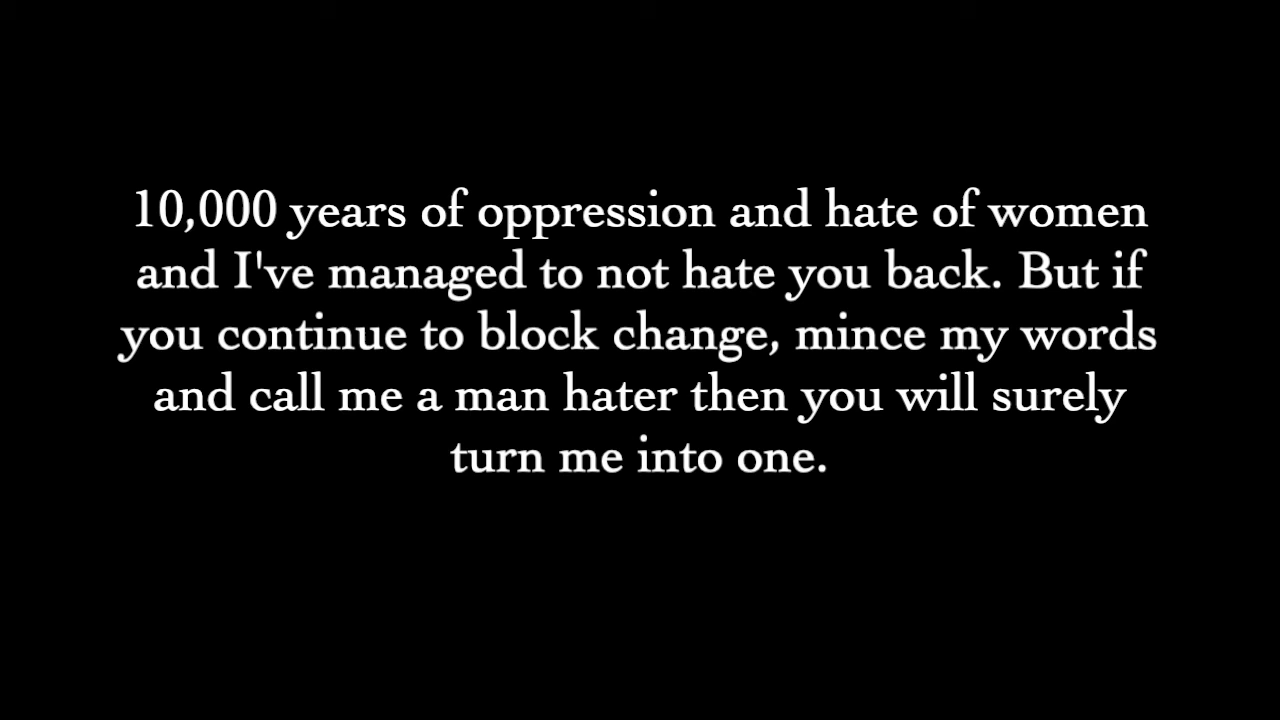 10,000 years of oppression and hate of women
and I've managed to not hate you back. But if
you continue to block change, mince my words
and call me a man hater then you will surely
turn me into one.